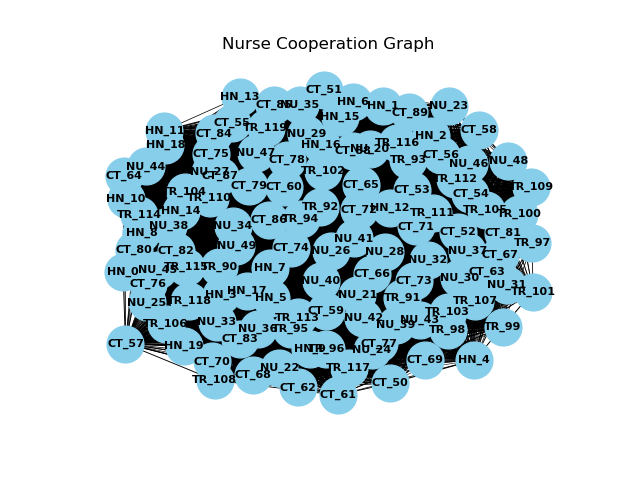 Nurse Cooperation Graph
CT_51
HN_13
HN_6
CT_85
NU_35
HN_1
NU_23
CT_89
HN_15
CT_55
TR_119
CT_58
HN_11
CT_84
NU_29
HN_2
HN_18
HN_16
TR_116
NU_20
CT_75
NU_47
CT_56
CT_78
TR_93
NU_48
NU_46
NU_44
TR_102
CT_64
TR_112
CT_79
CT_60
CT_65
CT_53
TR_109
TR_104
CT_54
HN_10
TR_110
TR_92
CT_72
HN_12
HN_14
TR_105
TR_111
TR_100
TR_114
CT_86
TR_94
NU_38
NU_34
CT_71
HN_8
CT_52
CT_81
NU_41
TR_97
NU_49
CT_74
CT_80
CT_82
NU_26
NU_28
NU_37
CT_67
NU_32
TR_90
HN_7
HN_0
NU_45
TR_115
CT_66
CT_63
NU_30
NU_40
CT_73
CT_76
NU_31
TR_101
HN_3
HN_17
HN_5
NU_21
TR_91
NU_25
TR_118
TR_107
CT_59
TR_103
TR_113
NU_42
NU_43
NU_33
TR_106
NU_39
TR_99
NU_36
TR_95
TR_98
CT_83
CT_57
HN_19
CT_77
TR_96
NU_24
CT_70
CT_69
HN_4
NU_22
TR_117
CT_68
TR_108
CT_50
CT_62
CT_61